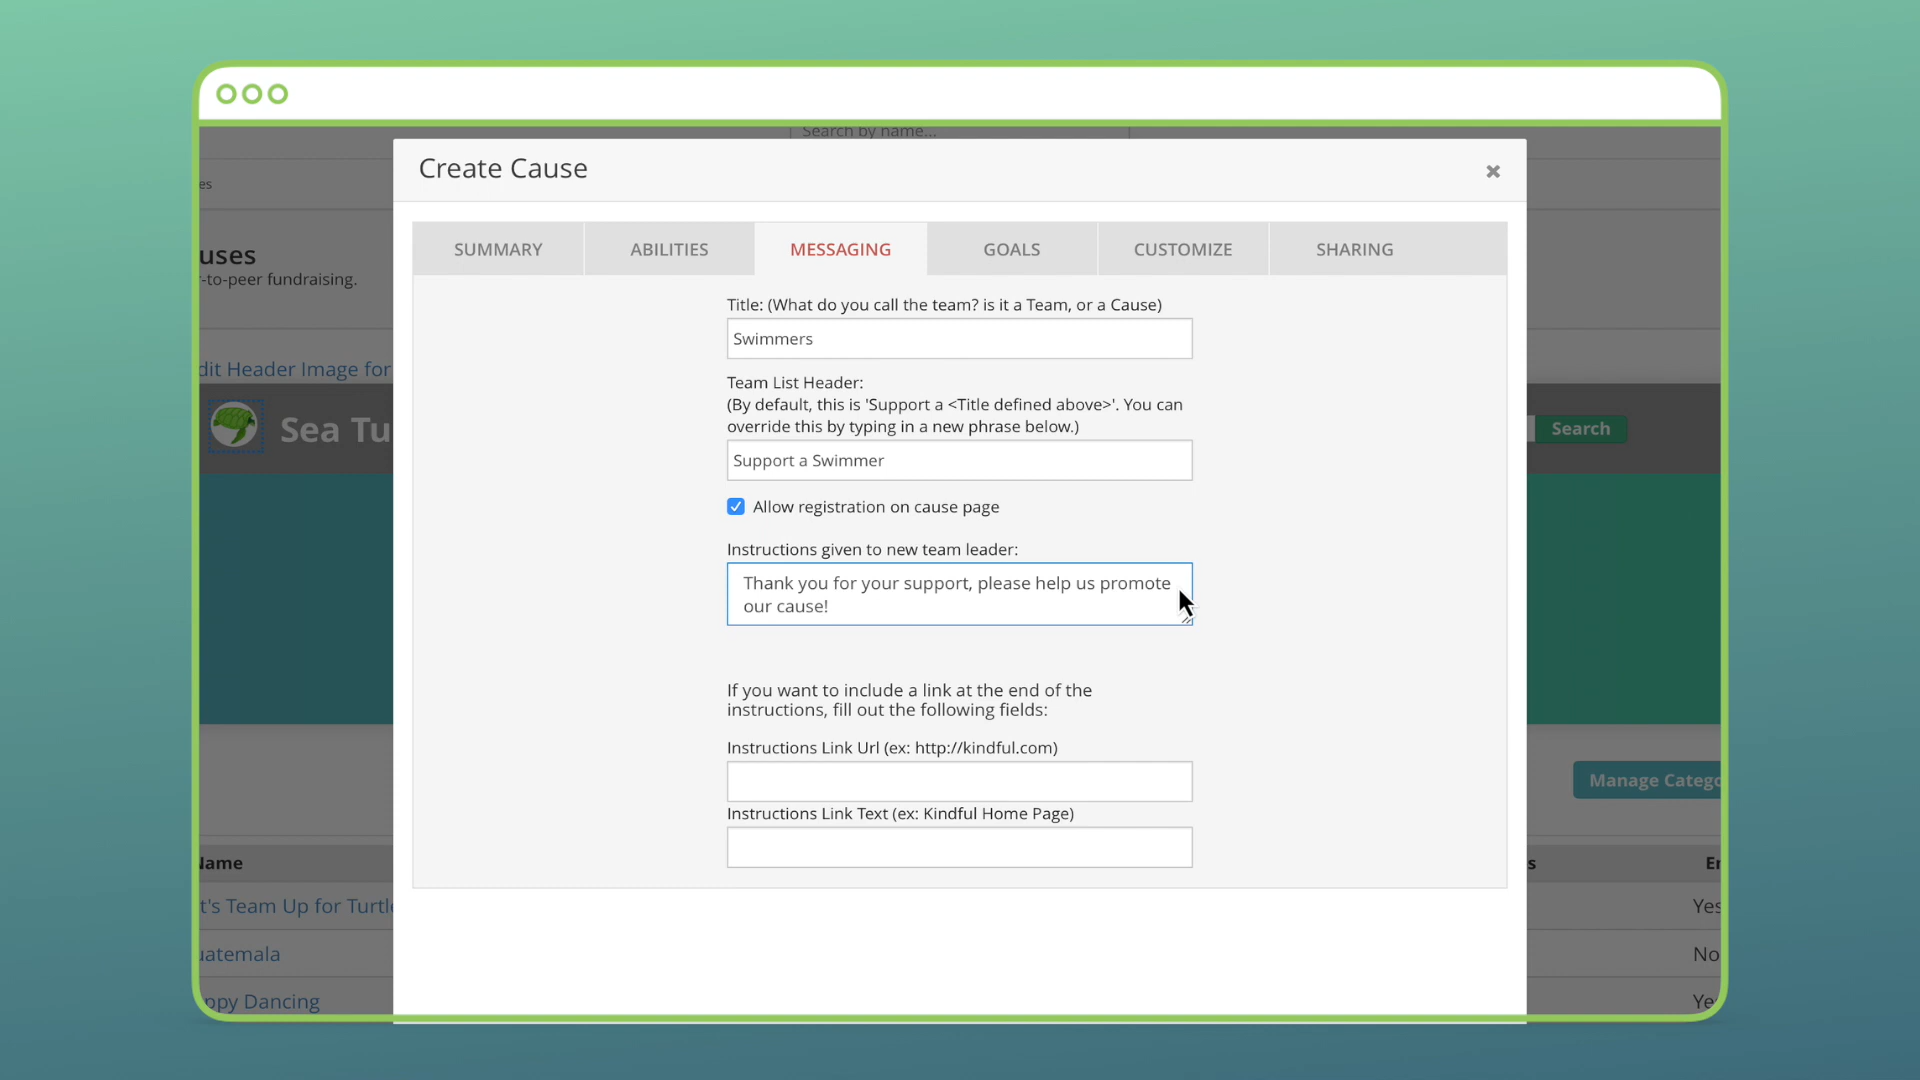 Search by name...
Create Cause
es
uses
-to-peer fundraising.
dit Header Image for
Sea Tu
Search
SUMMARY
ABILITIES
MESSAGING
GOALS
CUSTOMIZE
SHARING
Title: (What do you call the team? is it a Team, or a Cause)
Swimmers
Team List Header:
(By default, this is 'Support a <Title defined above>'. You can
override this by typing in a new phrase below.)
Support a Swimmer
Allow registration on cause page
Instructions given to new team leader:
Thank you for your support, please help us promote
our cause!
If you want to include a link at the end of the
instructions, fill out the following fields:
Instructions Link Url (ex: http://kindful.com)
Instructions Link Text (ex: Kindful Home Page)
Manage Catego
Name
s
En
t's Team Up for Turtle
Yes
uatemala
No
ppy Dancing
Yes